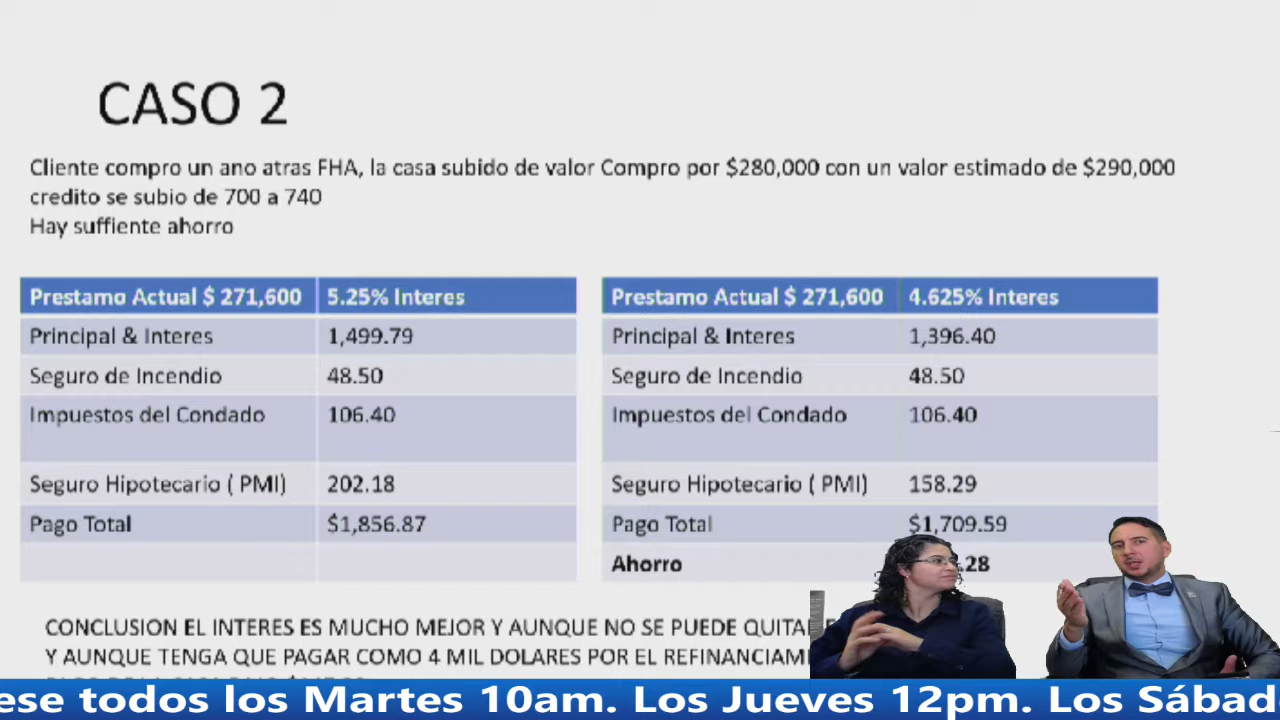 CASO 2
Cliente compro un ano atras FHA, la casa subido de valor Compro por $280,000 con un valor estimado de $290,000
credito se subio de 700 a 740
Hay suffiente ahorro
Prestamo Actual $ 271,600 5.25% Interes
Principal & Interes 1,499.79
Seguro de Incendio 48.50
Impuestos del Condado 106.40
Seguro Hipotecario ( PMI) 202.18
Pago Total $1,856.87
Prestamo Actual $ 271,600 4.625% Interes
Principal & Interes 1,396.40
Seguro de Incendio 48.50
Impuestos del Condado 106.40
Seguro Hipotecario ( PMI) 158.29
Pago Total $1,709.59
Ahorro .28
CONCLUSION EL INTERES ES MUCHO MEJOR Y AUNQUE NO SE PUEDE QUITA
Y AUNQUE TENGA QUE PAGAR COMO 4 MIL DOLARES POR EL REFINANCIAM
ese todos los Martes 10am. Los Jueves 12pm. Los Sábad